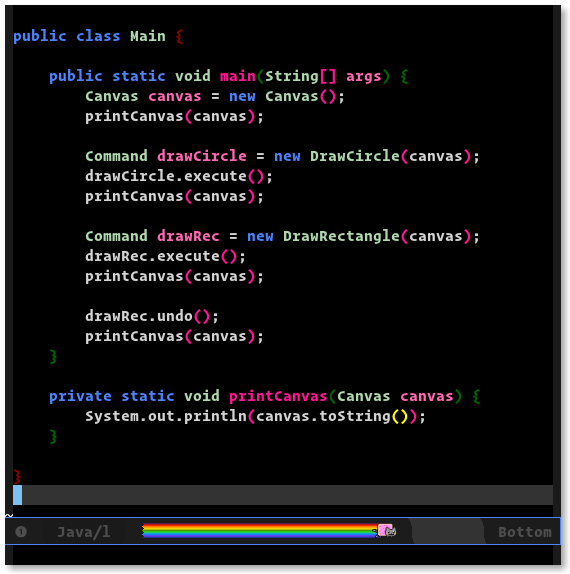 public class Main {
    public static void main(String[] args) {
        Canvas canvas = new Canvas();
        printCanvas(canvas);
        Command drawCircle = new DrawCircle(canvas);
        drawCircle.execute();
        printCanvas(canvas);
        Command drawRec = new DrawRectangle(canvas);
        drawRec.execute();
        printCanvas(canvas);
        drawRec.undo();
        printCanvas(canvas);
    }
    private static void printCanvas(Canvas canvas) {
        System.out.println(canvas.toString());
    }
}
~
1 Java/l Bottom